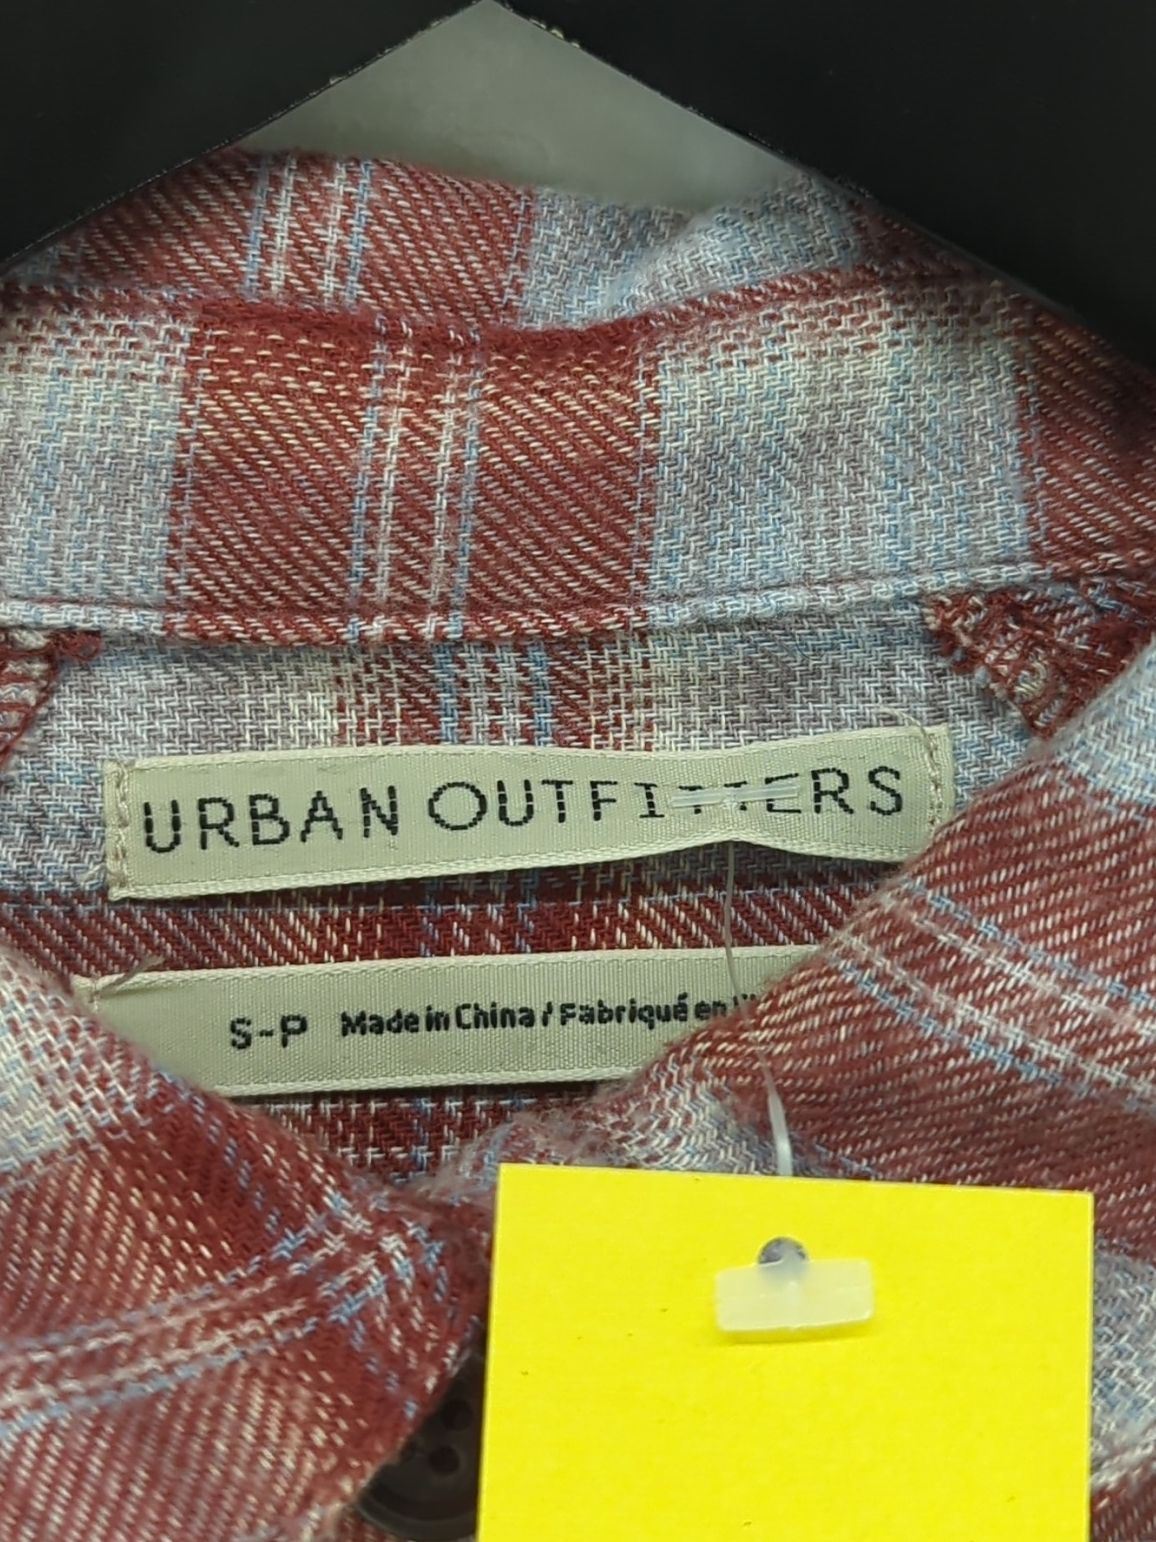 URBAN OUTFITTERS
S-P Made in China / Fabriqué en